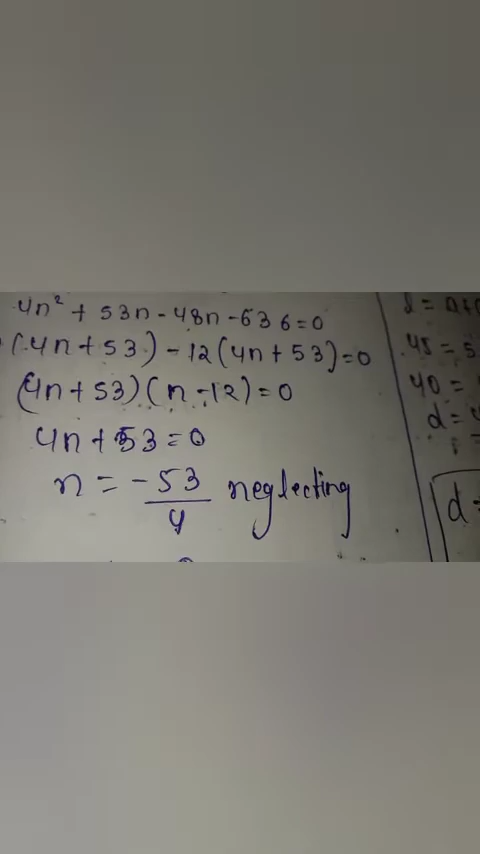 4n² + 53n - 48n - 636 = 0
(4n + 53) - 12 (4n + 53) = 0
(4n + 53) (n - 12) = 0
4n + 53 = 0
n = -53/4 neglecting
45 = 5
40 =
d =
d =